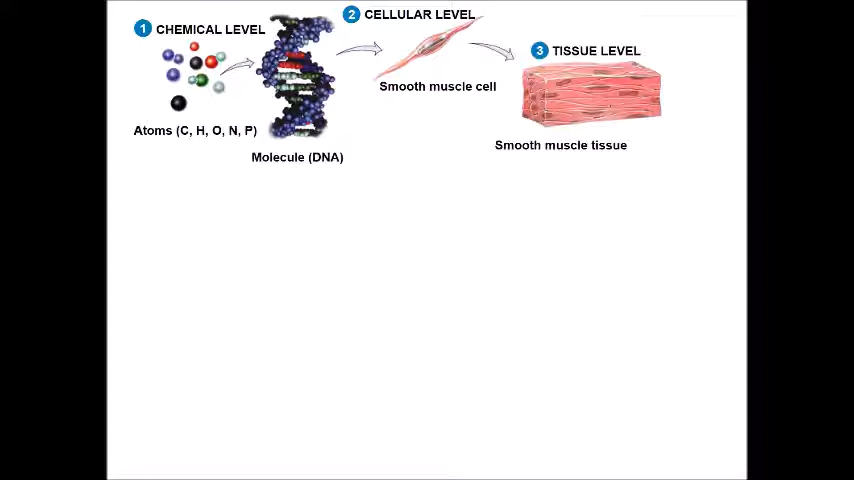 1 CHEMICAL LEVEL
Atoms (C, H, O, N, P)
Molecule (DNA)
2 CELLULAR LEVEL
Smooth muscle cell
3 TISSUE LEVEL
Smooth muscle tissue